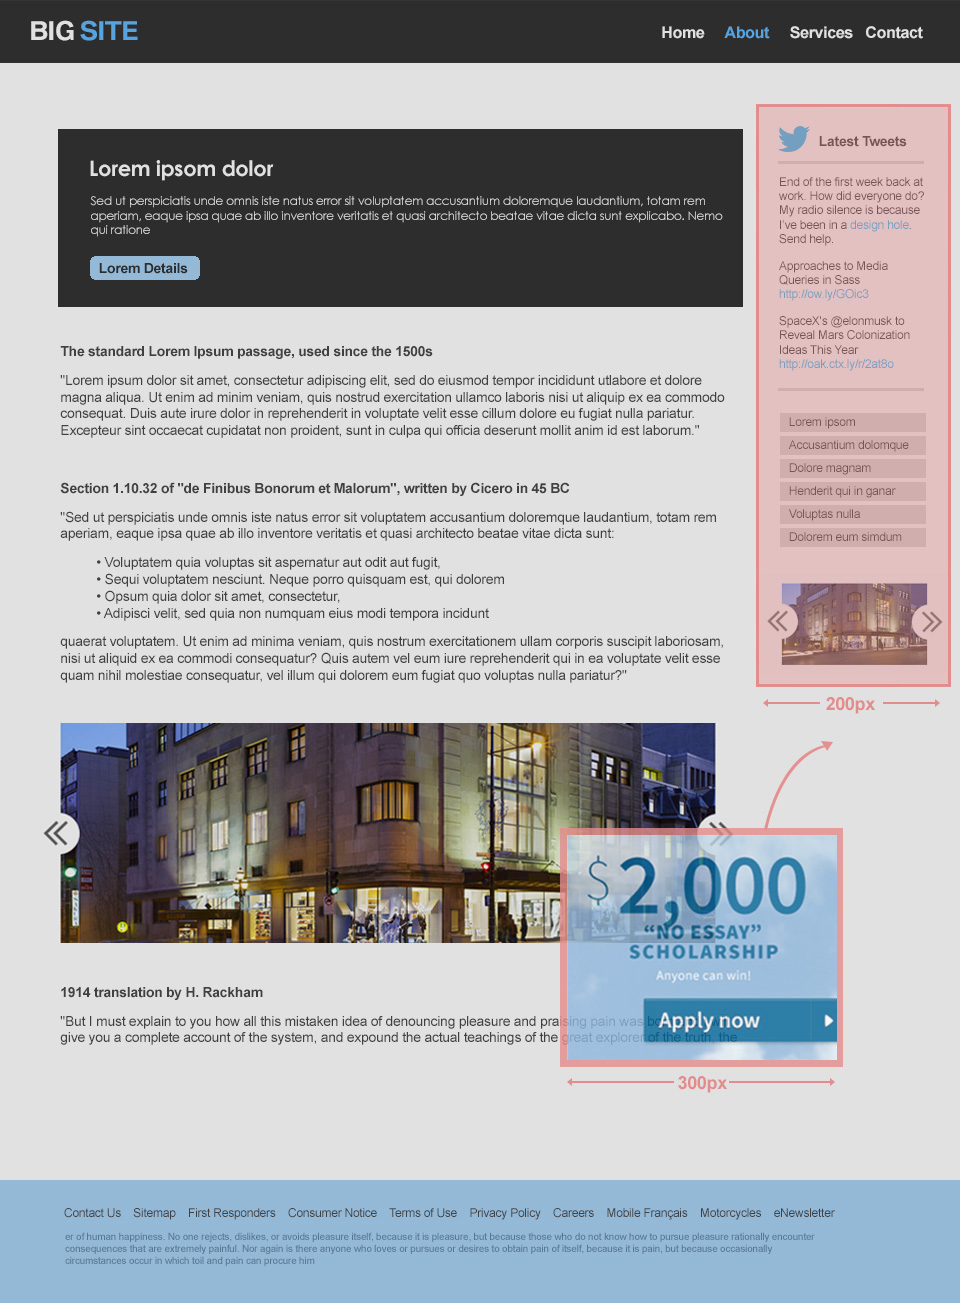 BIG SITE
Home About Services Contact
Lorem ipsom dolor
Sed ut perspiciatis unde omnis iste natus error sit voluptatem accusantium doloremque laudantium, totam rem
aperiam, eaque ipsa quae ab illo inventore veritatis et quasi architecto beatae vitae dicta sunt explicabo. Nemo
qui ratione
Lorem Details
The standard Lorem Ipsum passage, used since the 1500s
"Lorem ipsum dolor sit amet, consectetur adipiscing elit, sed do eiusmod tempor incididunt utlabore et dolore
magna aliqua. Ut enim ad minim veniam, quis nostrud exercitation ullamco laboris nisi ut aliquip ex ea commodo
consequat. Duis aute irure dolor in reprehenderit in voluptate velit esse cillum dolore eu fugiat nulla pariatur.
Excepteur sint occaecat cupidatat non proident, sunt in culpa qui officia deserunt mollit anim id est laborum."
Section 1.10.32 of "de Finibus Bonorum et Malorum", written by Cicero in 45 BC
"Sed ut perspiciatis unde omnis iste natus error sit voluptatem accusantium doloremque laudantium, totam rem
aperiam, eaque ipsa quae ab illo inventore veritatis et quasi architecto beatae vitae dicta sunt:
• Voluptatem quia voluptas sit aspernatur aut odit aut fugit,
• Sequi voluptatem nesciunt. Neque porro quisquam est, qui dolorem
• Opsum quia dolor sit amet, consectetur,
• Adipisci velit, sed quia non numquam eius modi tempora incidunt
quaerat voluptatem. Ut enim ad minima veniam, quis nostrum exercitationem ullam corporis suscipit laboriosam,
nisi ut aliquid ex ea commodi consequatur? Quis autem vel eum iure reprehenderit qui in ea voluptate velit esse
quam nihil molestiae consequatur, vel illum qui dolorem eum fugiat quo voluptas nulla pariatur?"
1914 translation by H. Rackham
"But I must explain to you how all this mistaken idea of denouncing pleasure and praising pain was
give you a complete account of the system, and expound the actual teachings of the great explorer of the truth, the
Latest Tweets
End of the first week back at
work. How did everyone do?
My radio silence is because
I've been in a design hole.
Send help.
Approaches to Media
Queries in Sass
http://ow.ly/GOic3
SpaceX's @elonmusk to
Reveal Mars Colonization
Ideas This Year
http://oak.ctx.ly/r/2at8o
Lorem ipsom
Accusantium dolomque
Dolore magnam
Henderit qui in ganar
Voluptas nulla
Dolorem eum simdum
200px
$2,000
"NO ESSAY"
SCHOLARSHIP
Anyone can win!
Apply now
300px
Contact Us Sitemap First Responders Consumer Notice Terms of Use Privacy Policy Careers Mobile Français Motorcycles eNewsletter
er of human happiness. No one rejects, dislikes, or avoids pleasure itself, because it is pleasure, but because those who do not know how to pursue pleasure rationally encounter
consequences that are extremely painful. Nor again is there anyone who loves or pursues or desires to obtain pain of itself, because it is pain, but because occasionally
circumstances occur in which toil and pain can procure him